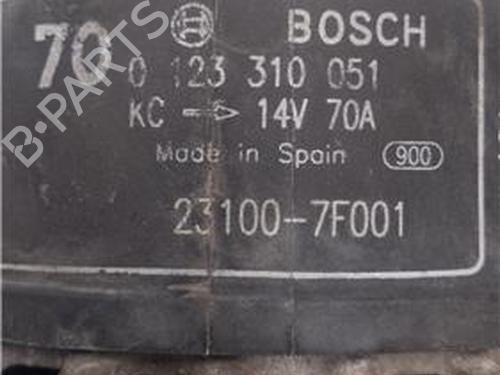 70 BOSCH
0 123 310 051
KC → 14V 70A
Made in Spain 900
23100-7F001
B-PARTS